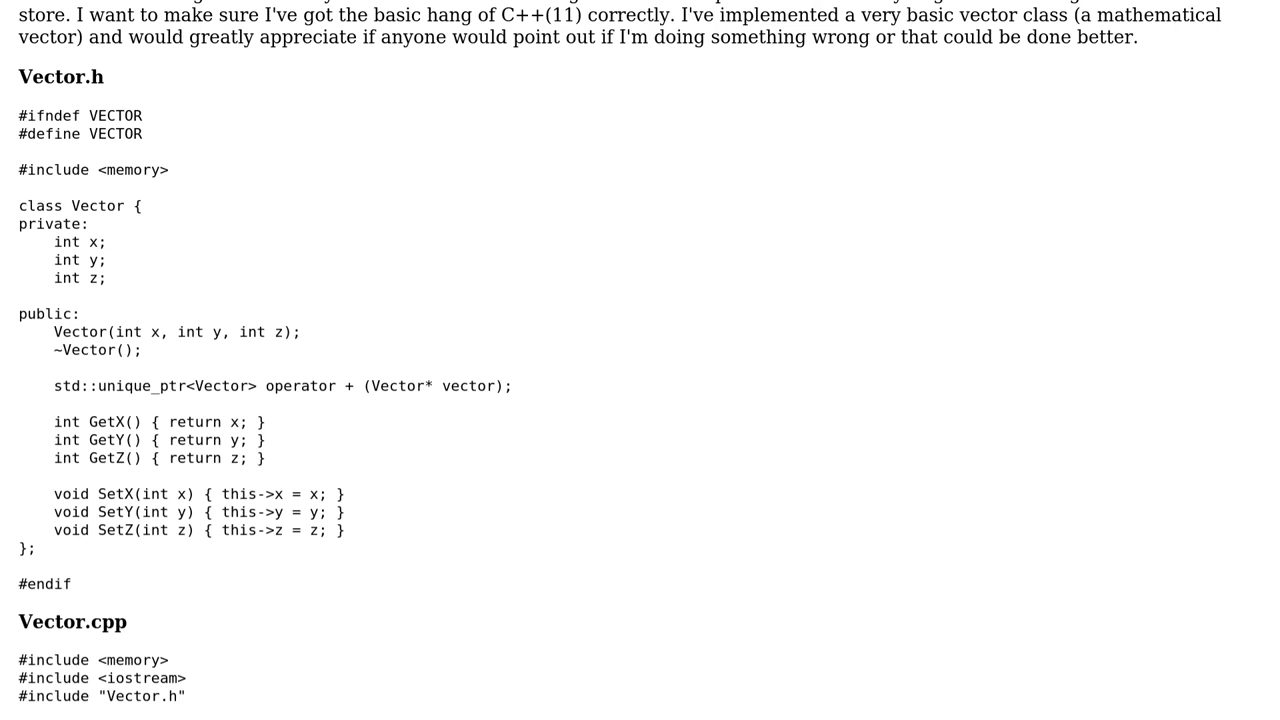 store. I want to make sure I've got the basic hang of C++(11) correctly. I've implemented a very basic vector class (a mathematical
vector) and would greatly appreciate if anyone would point out if I'm doing something wrong or that could be done better.
Vector.h
#ifndef VECTOR
#define VECTOR
#include <memory>
class Vector {
private:
    int x;
    int y;
    int z;
public:
    Vector(int x, int y, int z);
    ~Vector();
    std::unique_ptr<Vector> operator + (Vector* vector);
    int GetX() { return x; }
    int GetY() { return y; }
    int GetZ() { return z; }
    void SetX(int x) { this->x = x; }
    void SetY(int y) { this->y = y; }
    void SetZ(int z) { this->z = z; }
};
#endif
Vector.cpp
#include <memory>
#include <iostream>
#include "Vector.h"